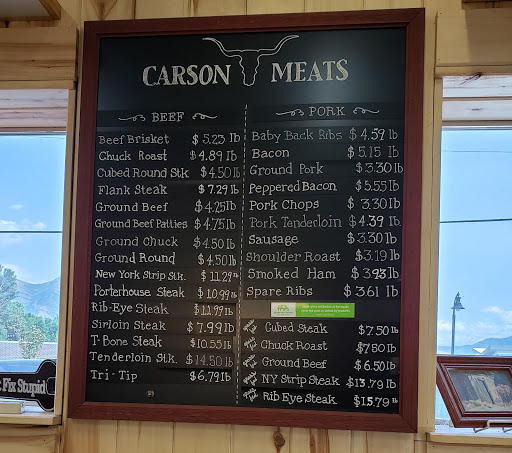 CARSON MEATS
BEEF
Beef Brisket $5.23 lb
Chuck Roast $4.89 lb
Cubed Round Stk $4.50 lb
Flank Steak $7.29 lb
Ground Beef $4.25 lb
Ground Beef Patties $4.75 lb
Ground Chuck $4.50 lb
Ground Round $4.50 lb
New York Strip Stk. $11.29 lb
Porterhouse Steak $10.99 lb
Rib-Eye Steak $11.99 lb
Sirloin Steak $7.99 lb
T-Bone Steak $10.55 lb
Tenderloin Stk. $14.50 lb
Tri-Tip $6.79 lb
PORK
Baby Back Ribs $4.59 lb
Bacon $5.15 lb
Ground Pork $3.30 lb
Peppered Bacon $5.55 lb
Pork Chops $3.30 lb
Pork Tenderloin $4.39 lb
Sausage $3.30 lb
Shoulder Roast $3.19 lb
Smoked Ham $3.93 lb
Spare Ribs $3.61 lb
Cubed Steak $7.50 lb
Chuck Roast $7.50 lb
Ground Beef $6.50 lb
NY Strip Steak $13.79 lb
Rib Eye Steak $15.79 lb
Fix Stupid